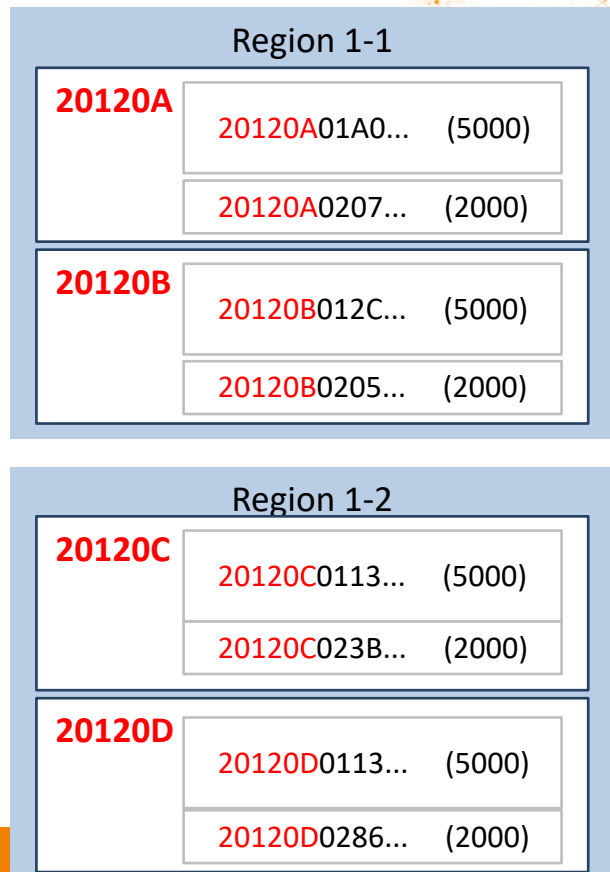 Region 1-1
20120A
20120A01A0... (5000)
20120A0207... (2000)
20120B
20120B012C... (5000)
20120B0205... (2000)
Region 1-2
20120C
20120C0113... (5000)
20120C023B... (2000)
20120D
20120D0113... (5000)
20120D0286... (2000)